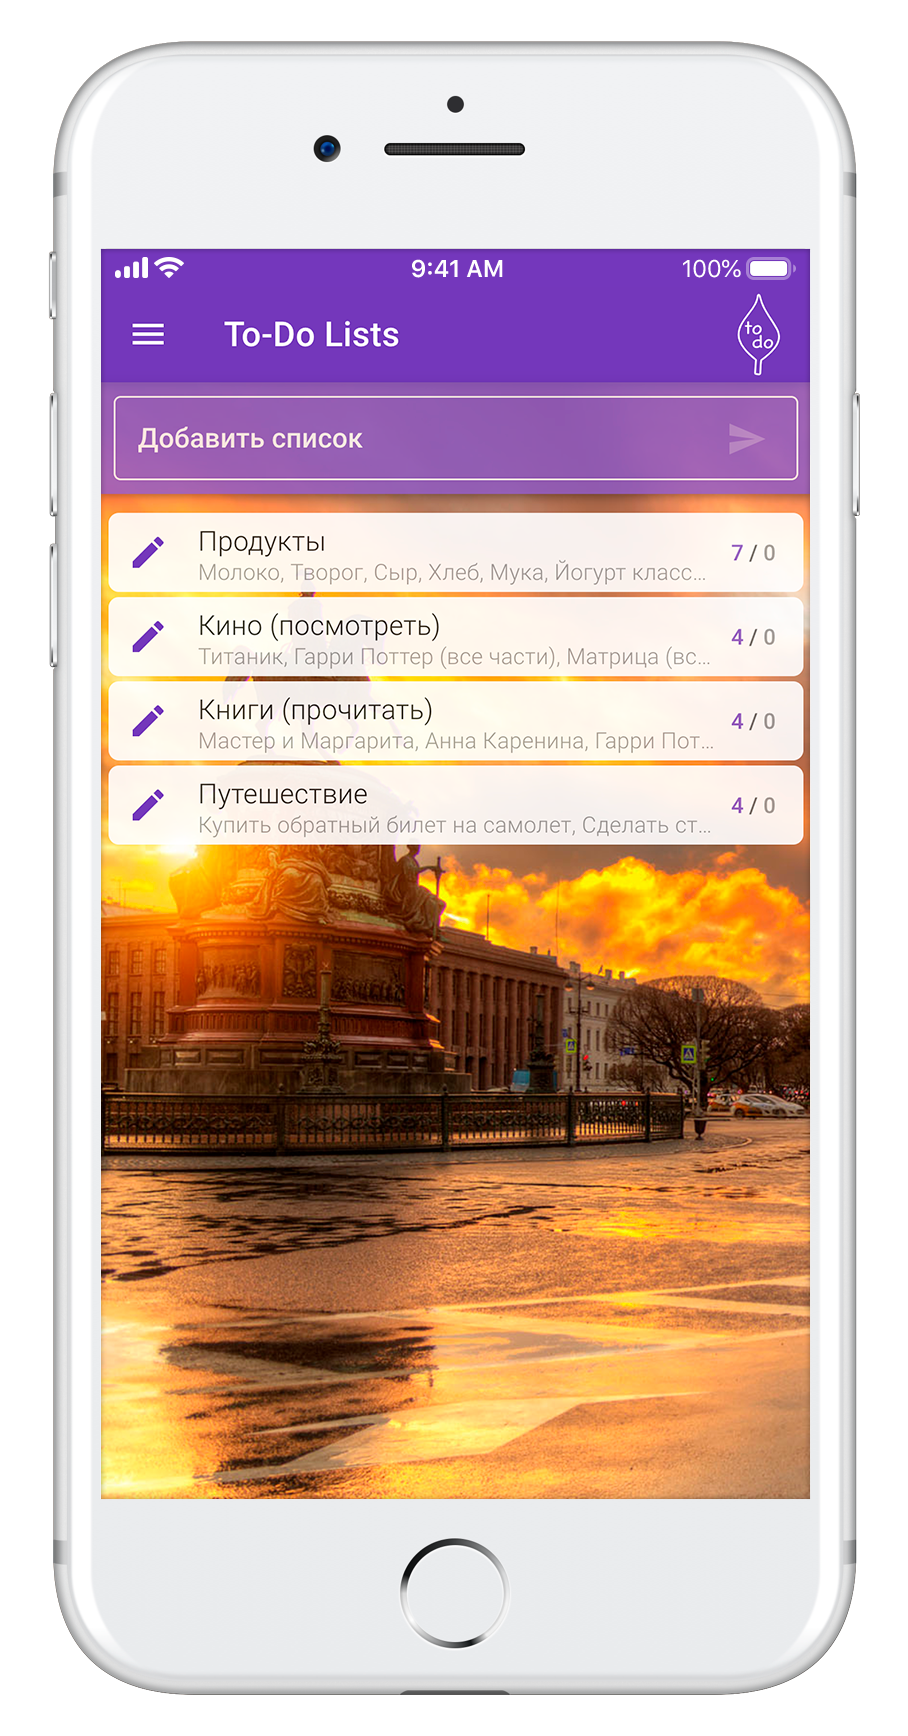 9:41 AM
100%
To-Do Lists
to
do
Добавить список
Продукты
7 / 0
Молоко, Творог, Сыр, Хлеб, Мука, Йогурт класс...
Кино (посмотреть)
4 / 0
Титаник, Гарри Поттер (все части), Матрица (вс...
Книги (прочитать)
4 / 0
Мастер и Маргарита, Анна Каренина, Гарри Пот...
Путешествие
4 / 0
Купить обратный билет на самолет, Сделать ст...